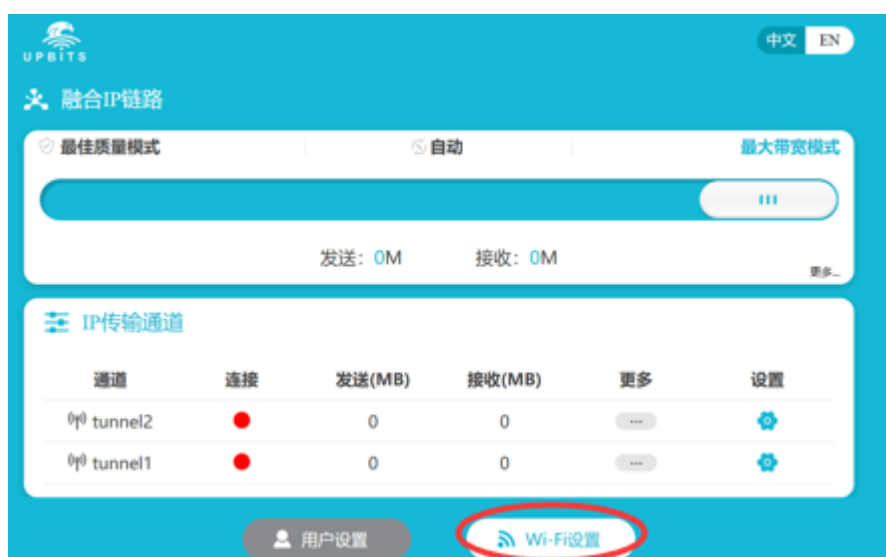 UPBITS
中文 EN
融合IP链路
最佳质量模式 自动 最大带宽模式
发送：0M 接收：0M
更多...
IP传输通道
通道 连接 发送(MB) 接收(MB) 更多 设置
tunnel2 0 0 ...
tunnel1 0 0 ...
用户设置 Wi-Fi设置